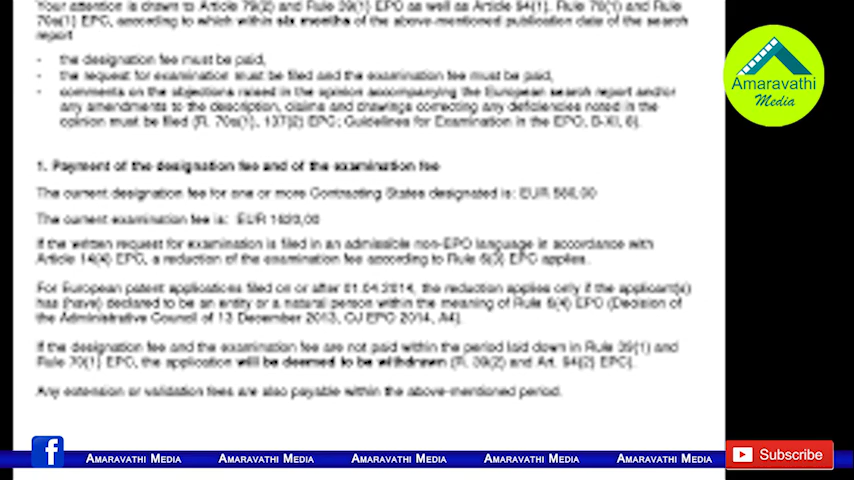 Your attention is drawn to Article 79(2) and Rule 39(1) EPC as well as Article 94(1), Rule 70(1) and Rule
70a(1) EPC, according to which within six months of the above-mentioned publication date of the search
report
- the designation fee must be paid,
- the request for examination must be filed and the examination fee must be paid,
- comments on the objections raised in the opinion accompanying the European search report and/or
any amendments to the description, claims and drawings correcting any deficiencies noted in the
opinion must be filed (R. 70a(1), 137(2) EPC; Guidelines for Examination in the EPO,
1. Payment of the designation fee and of the examination fee
The current designation fee for one or more Contracting States designated is: EUR
The current examination fee is: EUR
If the written request for examination is filed in an admissible non-EPO language in accordance with
Article 14(4) EPC, a reduction of the examination fee according to Rule 6(3) EPC applies.
For European patent applications filed on or after 01.04.2014, the reduction applies only if the applicant(s)
has (have) declared to be an entity or a natural person within the meaning of Rule 6(4) EPC (Decision of
the Administrative Council of 13 December 2013, OJ EPO 2014, A4).
If the designation fee and the examination fee are not paid within the period laid down in Rule 39(1) and
Rule 70(1) EPC, the application will be deemed to be withdrawn (R. 39(2) and Art. 94(2) EPC).
Any extension or validation fees are also payable within the above-mentioned period.
Amaravathi
Media
f AMARAVATHI MEDIA AMARAVATHI MEDIA AMARAVATHI MEDIA AMARAVATHI MEDIA AMARAVATHI MEDIA Subscribe